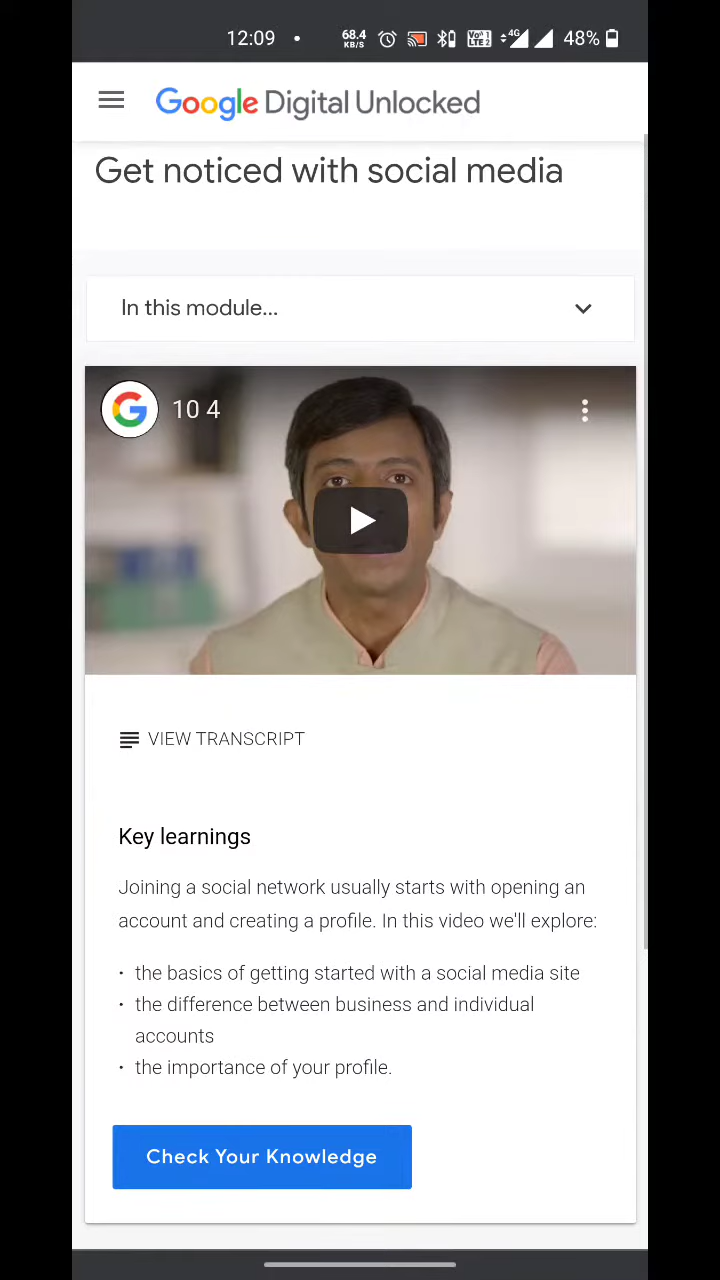 12:09 • 68.4 KB/S VoD LTE2 4G 48%
Google Digital Unlocked
Get noticed with social media
In this module...
G 10 4
VIEW TRANSCRIPT
Key learnings
Joining a social network usually starts with opening an
account and creating a profile. In this video we'll explore:
• the basics of getting started with a social media site
• the difference between business and individual
accounts
• the importance of your profile.
Check Your Knowledge